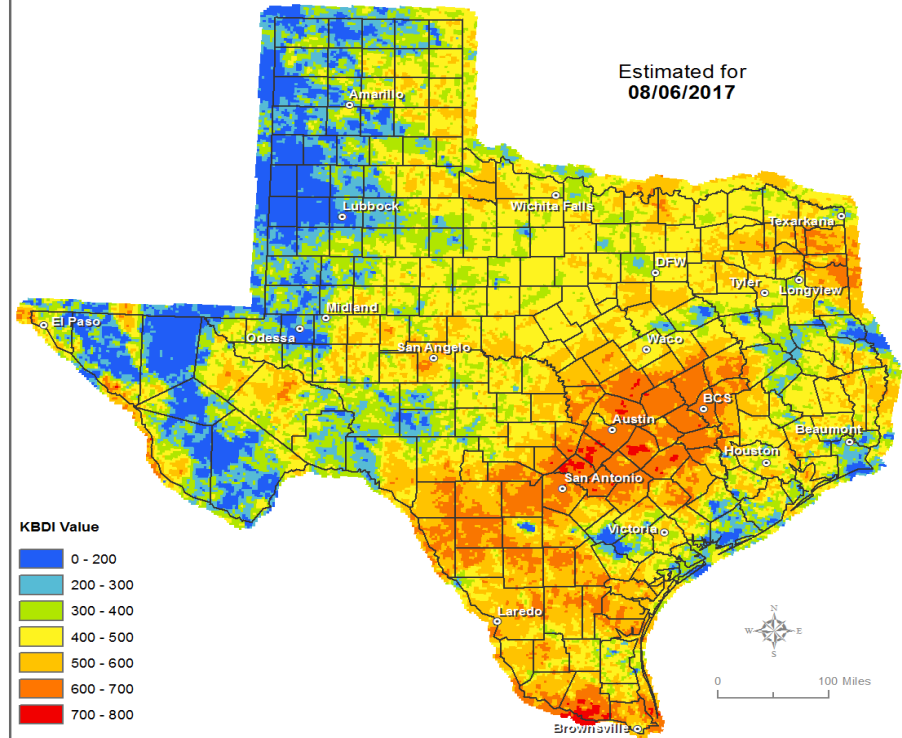 Estimated for
08/06/2017
Amarillo
Lubbock
Wichita Falls
Texarkana
DFW
Tyler
Longview
El Paso
Midland
Odessa
San Angelo
Waco
BCS
Austin
Beaumont
Houston
San Antonio
Victoria
Laredo
Brownsville
KBDI Value
0 - 200
200 - 300
300 - 400
400 - 500
500 - 600
600 - 700
700 - 800
N
W E
S
0 100 Miles